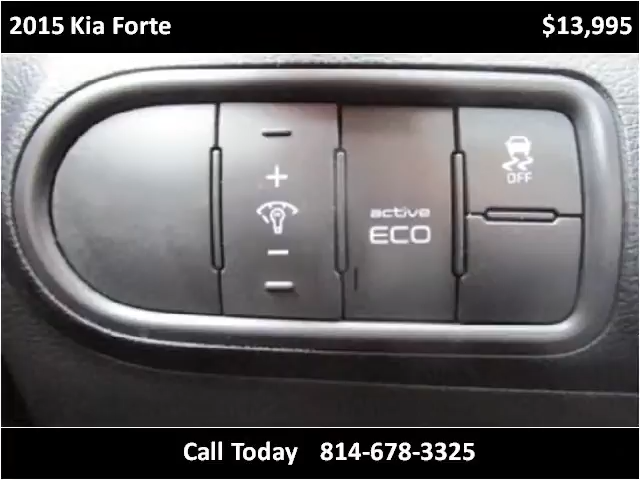 2015 Kia Forte $13,995
active
ECO
OFF
Call Today 814-678-3325